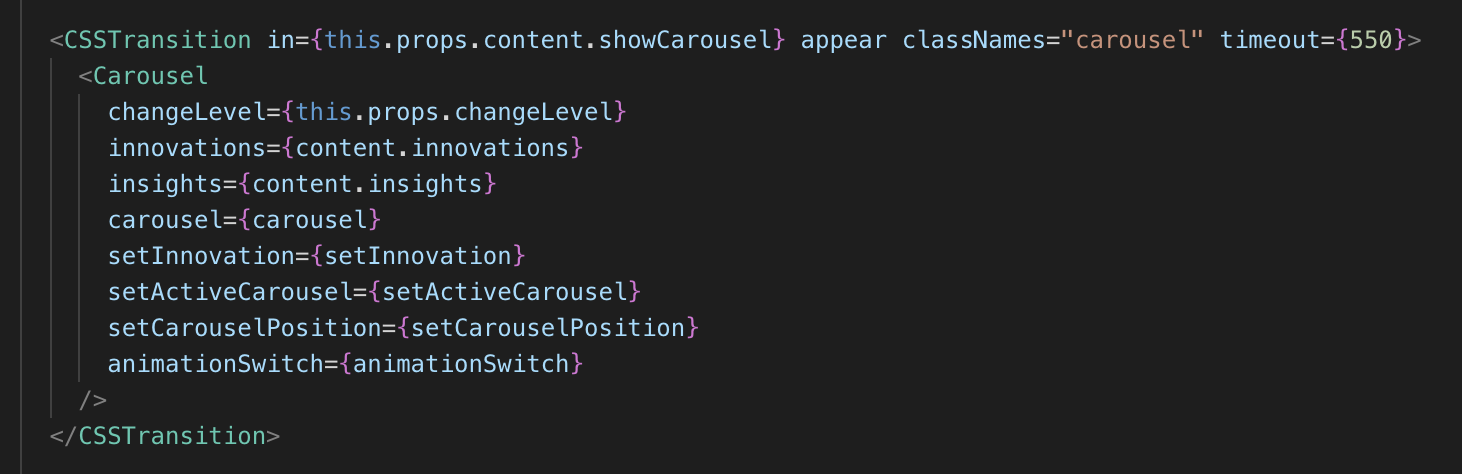 <CSSTransition in={this.props.content.showCarousel} appear classNames="carousel" timeout={550}>
<Carousel
changeLevel={this.props.changeLevel}
innovations={content.innovations}
insights={content.insights}
carousel={carousel}
setInnovation={setInnovation}
setActiveCarousel={setActiveCarousel}
setCarouselPosition={setCarouselPosition}
animationSwitch={animationSwitch}
/>
</CSSTransition>